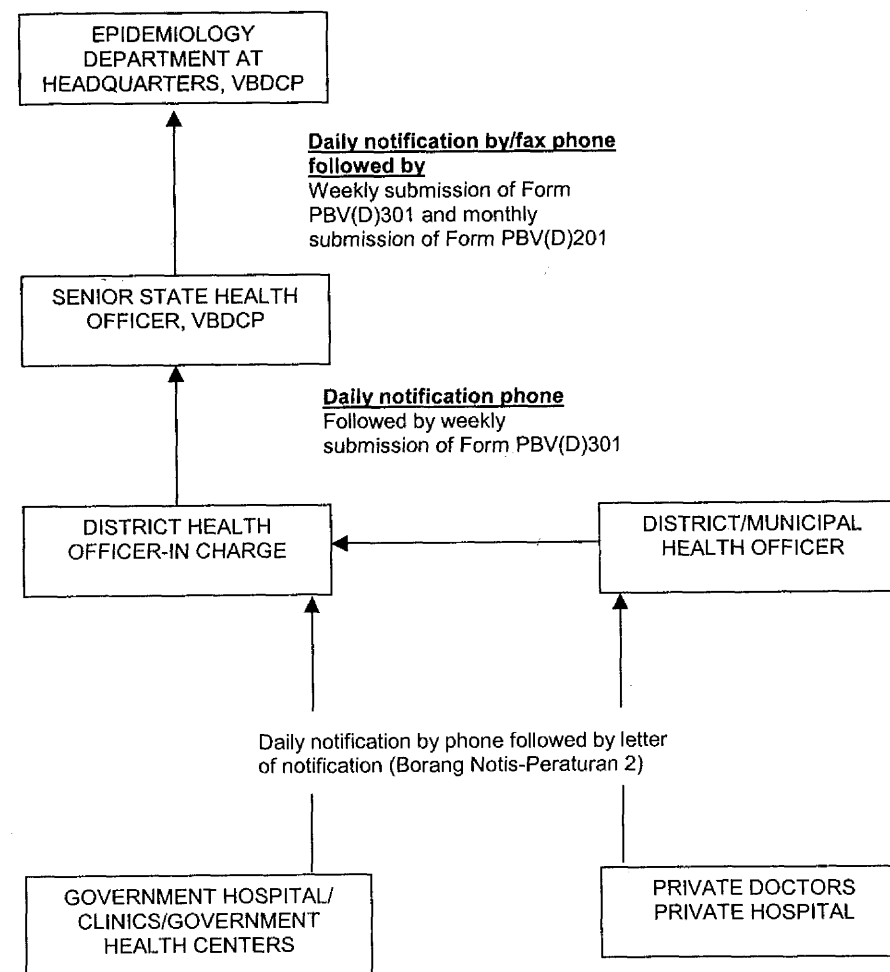 EPIDEMIOLOGY
DEPARTMENT AT
HEADQUARTERS, VBDCP
Daily notification by/fax phone
followed by
Weekly submission of Form
PBV(D)301 and monthly
submission of Form PBV(D)201
SENIOR STATE HEALTH
OFFICER, VBDCP
Daily notification phone
Followed by weekly
submission of Form PBV(D)301
DISTRICT HEALTH
OFFICER-IN CHARGE
DISTRICT/MUNICIPAL
HEALTH OFFICER
Daily notification by phone followed by letter
of notification (Borang Notis-Peraturan 2)
GOVERNMENT HOSPITAL/
CLINICS/GOVERNMENT
HEALTH CENTERS
PRIVATE DOCTORS
PRIVATE HOSPITAL